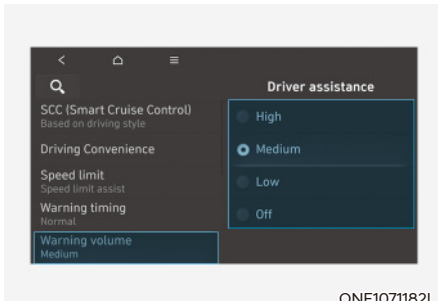 Driver assistance
SCC (Smart Cruise Control)
Based on driving style
Driving Convenience
Speed limit
Speed limit assist
Warning timing
Normal
Warning volume
Medium
High
Medium
Low
Off